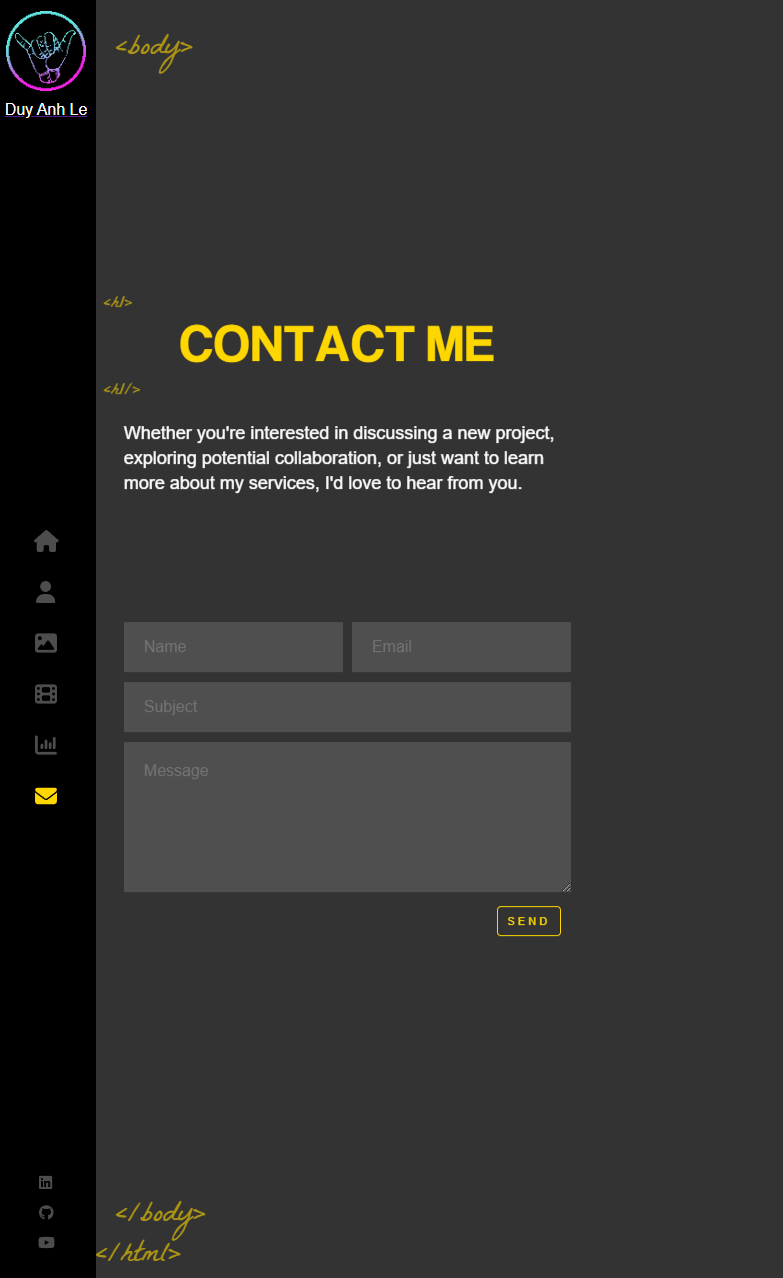 Duy Anh Le
<body>
<h1>
CONTACT ME
<h1/>
Whether you're interested in discussing a new project,
exploring potential collaboration, or just want to learn
more about my services, I'd love to hear from you.
Name Email
Subject
Message
SEND
</body>
</html>